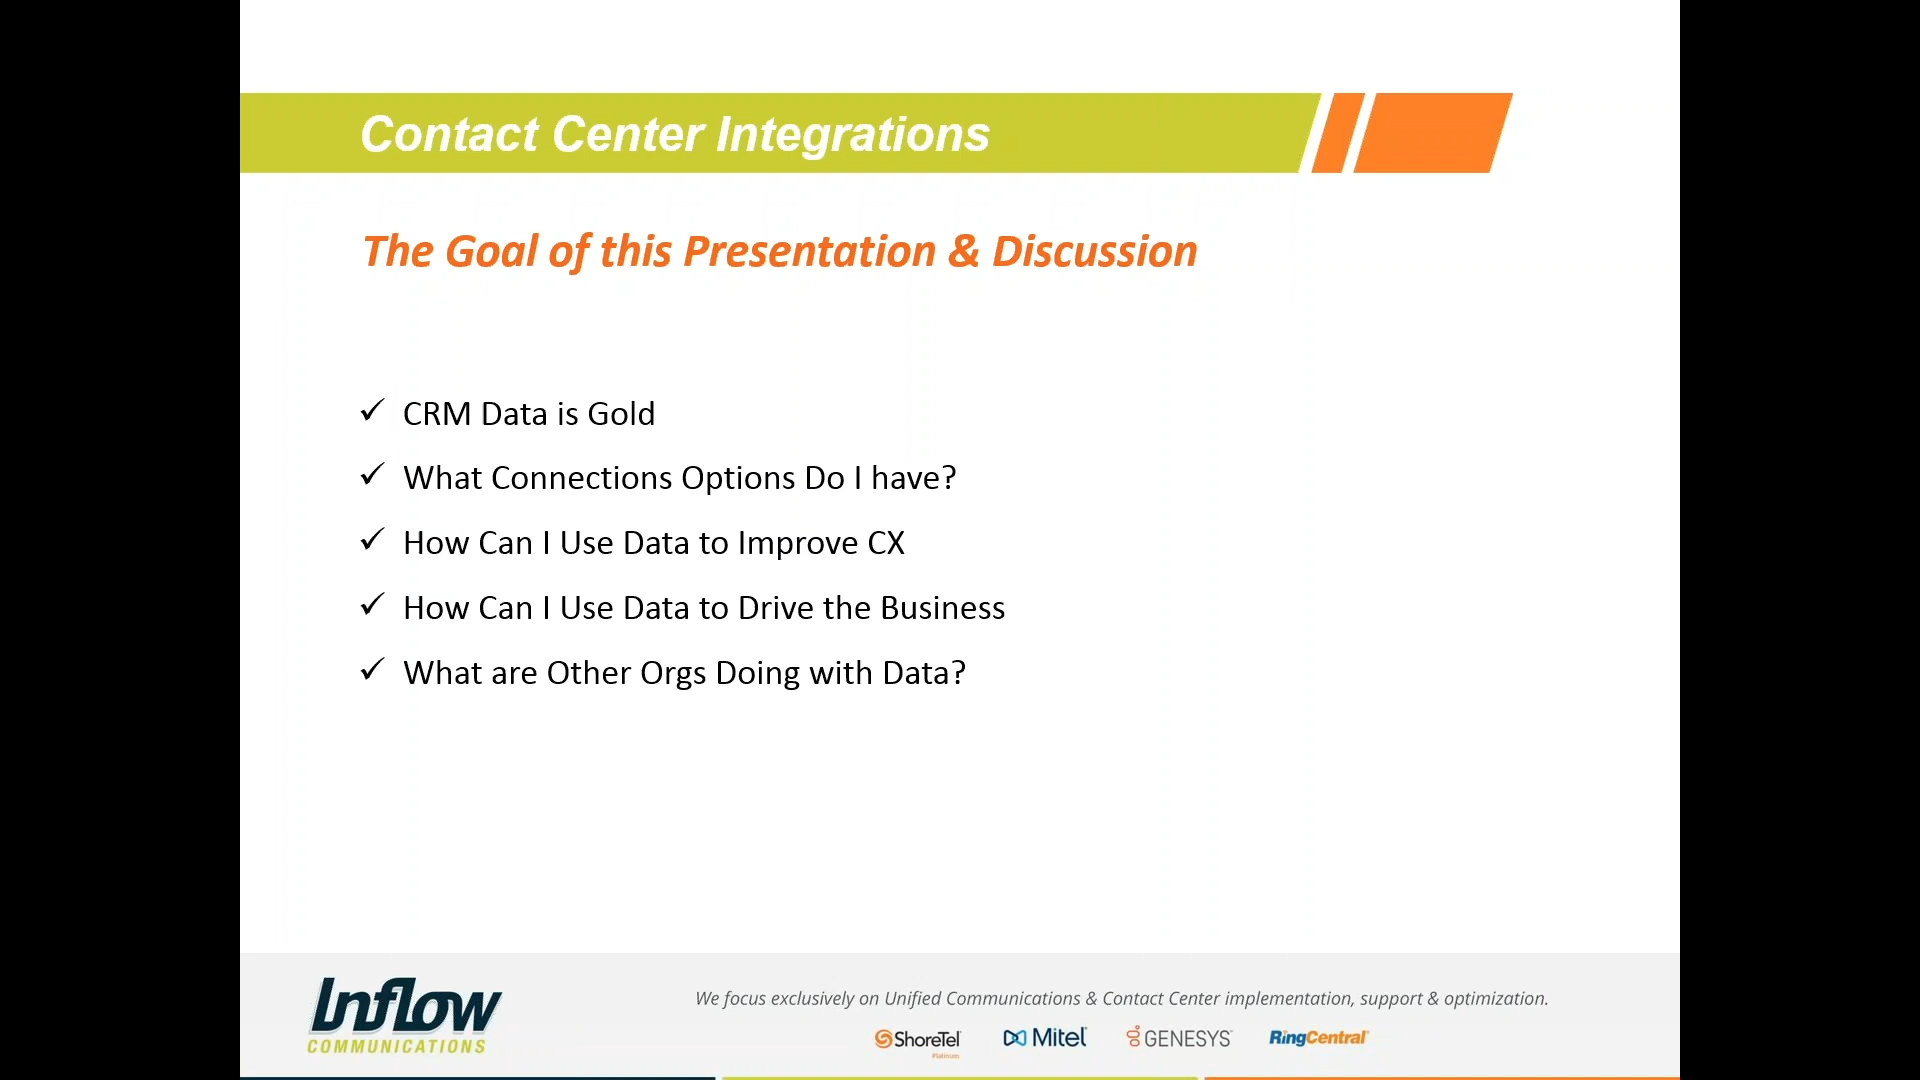 Contact Center Integrations
The Goal of this Presentation & Discussion
✓ CRM Data is Gold
✓ What Connections Options Do I have?
✓ How Can I Use Data to Improve CX
✓ How Can I Use Data to Drive the Business
✓ What are Other Orgs Doing with Data?
Inflow
COMMUNICATIONS
We focus exclusively on Unified Communications & Contact Center implementation, support & optimization.
ShoreTel Mitel GENESYS RingCentral
Platinum